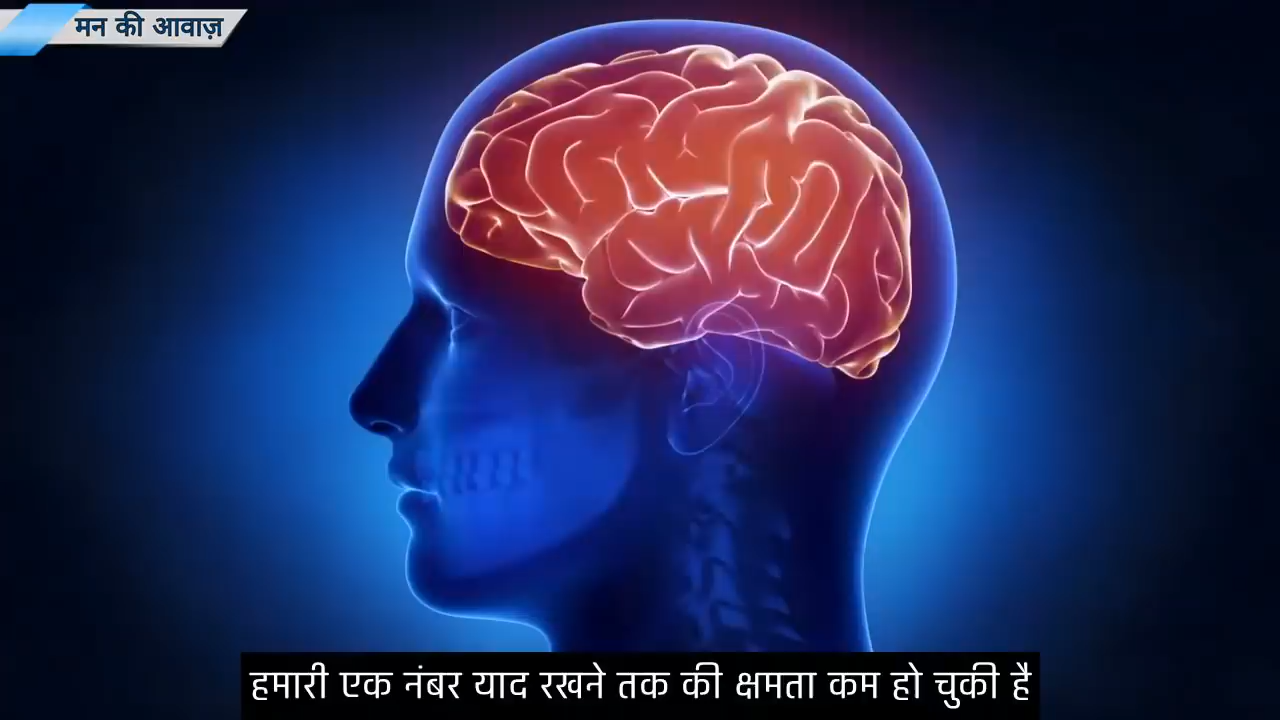 मन की आवाज़
हमारी एक नंबर याद रखने तक की क्षमता कम हो चुकी है